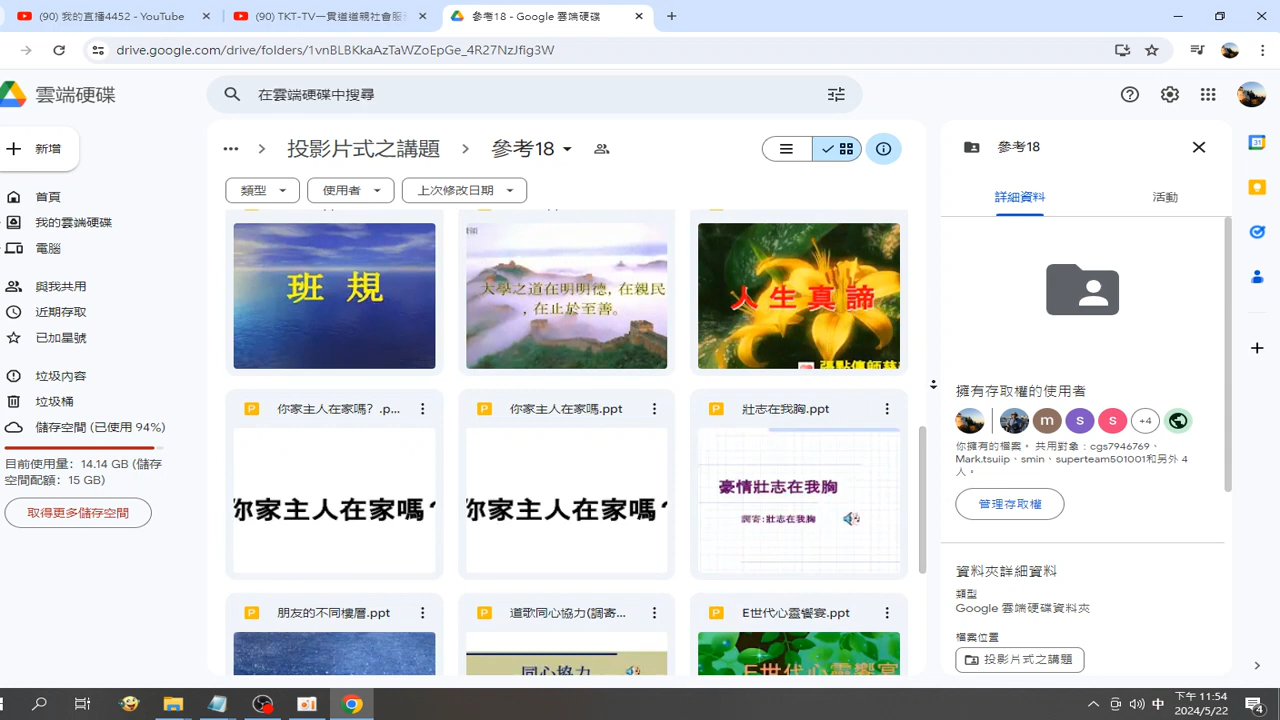 (90) 我的直播4452 - YouTube
(90) TKT-TV一貫道道親社會服
參考18 - Google 雲端硬碟
drive.google.com/drive/folders/1vnBLBKkaAzTaWZoEpGe_4R27NzJfIg3W
雲端硬碟
在雲端硬碟中搜尋
新增
首頁
我的雲端硬碟
電腦
與我共用
近期存取
已加星號
垃圾內容
垃圾桶
儲存空間 (已使用 94%)
目前使用量：14.14 GB (儲存
空間配額：15 GB)
取得更多儲存空間
投影片式之講題
參考18
類型
使用者
上次修改日期
班 規
大學之道在明明德, 在親民
, 在止於至善。
人生真諦
你家主人在家嗎？.p...
你家主人在家嗎.ppt
壯志在我胸.ppt
你家主人在家嗎?
你家主人在家嗎?
豪情壯志在我胸
調寄:壯志在我胸
朋友的不同樓層.ppt
道歌同心協力(調寄...
E世代心靈饗宴.ppt
同心協力
E世代心靈響宴
參考18
詳細資料
活動
擁有存取權的使用者
m
s
s
+4
你擁有的檔案。 共用對象：cgs7946769、
Mark.tsuiip、smin、superteam501001和另外 4
人。
管理存取權
資料夾詳細資料
類型
Google 雲端硬碟資料夾
檔案位置
投影片式之講題
31
中
下午 11:54
2024/5/22
4